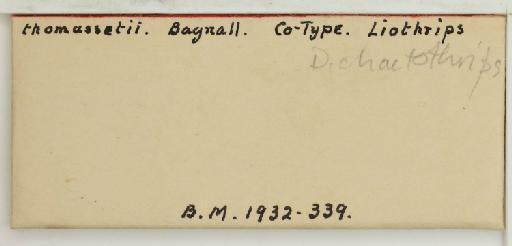 thomassetii. Bagnall. Co-Type. Liothrips
Dichaetothrips
B.M. 1932-339.